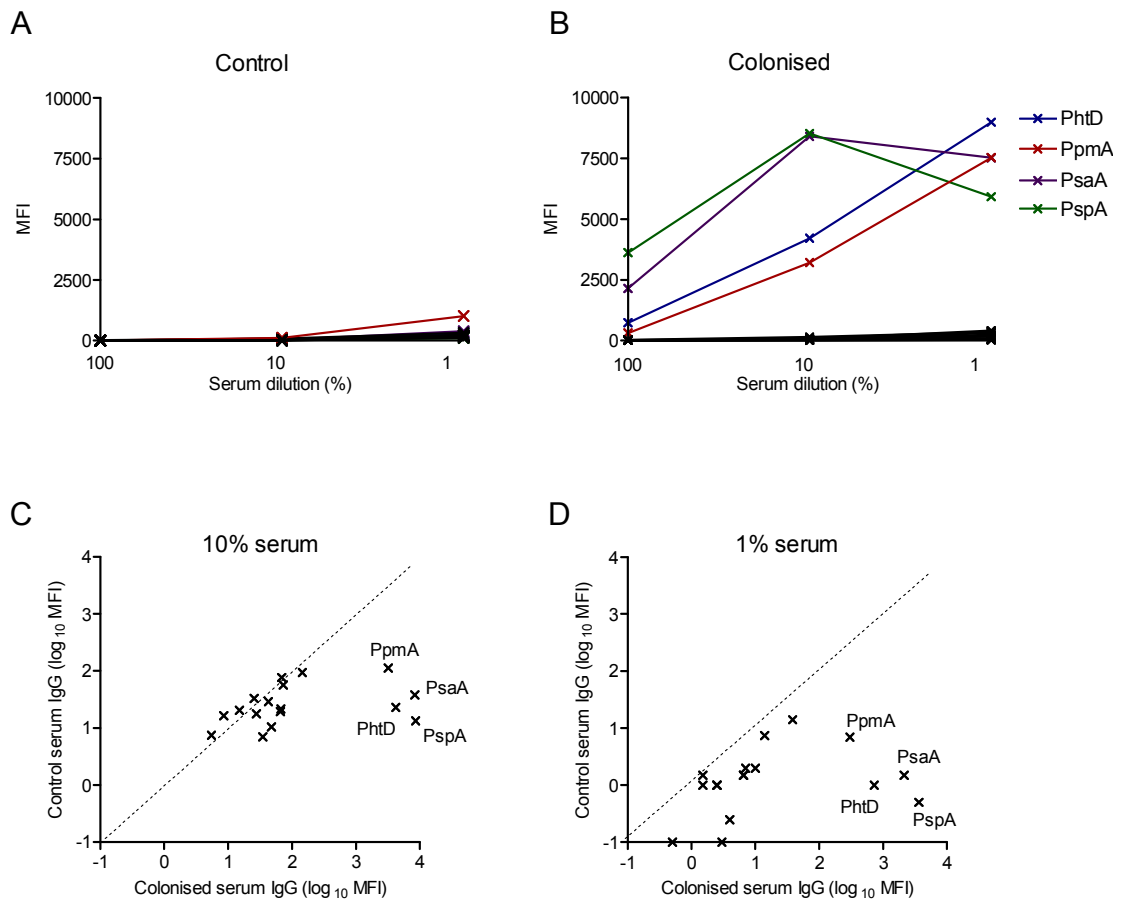 A
Control
10000
7500
5000
2500
0
MFI
100 10 1
Serum dilution (%)
B
Colonised
10000
7500
5000
2500
0
MFI
100 10 1
Serum dilution (%)
PhtD
PpmA
PsaA
PspA
C
10% serum
4
3
2
1
0
-1
Control serum IgG (log10 MFI)
PpmA
PsaA
PhtD
PspA
-1 0 1 2 3 4
Colonised serum IgG (log10 MFI)
D
1% serum
4
3
2
1
0
-1
Control serum IgG (log10 MFI)
PpmA
PsaA
PhtD
PspA
-1 0 1 2 3 4
Colonised serum IgG (log10 MFI)